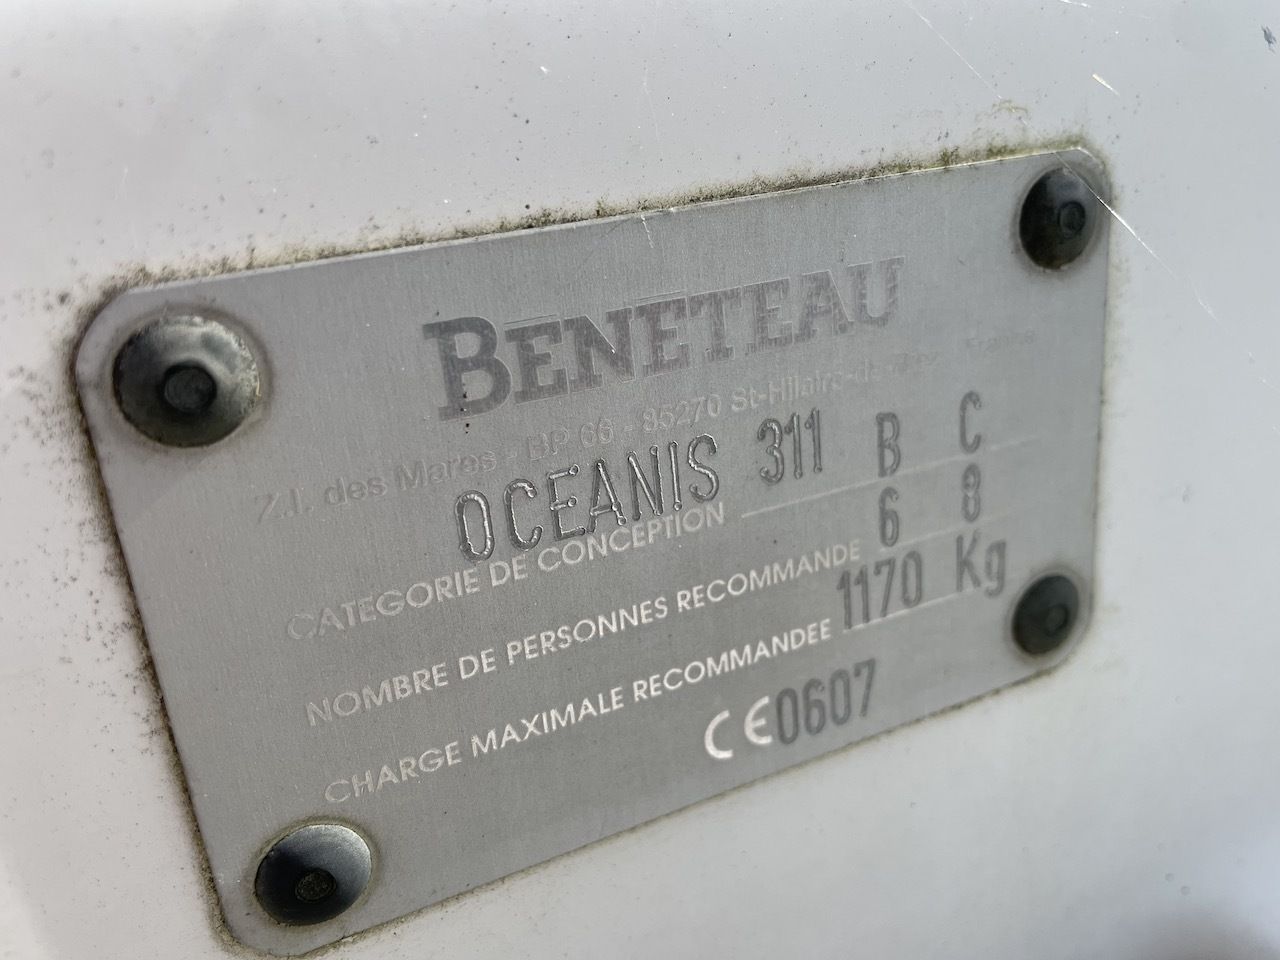 BENETEAU
Z.I. des Mares - BP 66 - 85270 St-Hilaire-de-Riez France
OCEANIS 311 B C
CATEGORIE DE CONCEPTION
6 8
NOMBRE DE PERSONNES RECOMMANDE
1170 Kg
CHARGE MAXIMALE RECOMMANDEE
CE0607